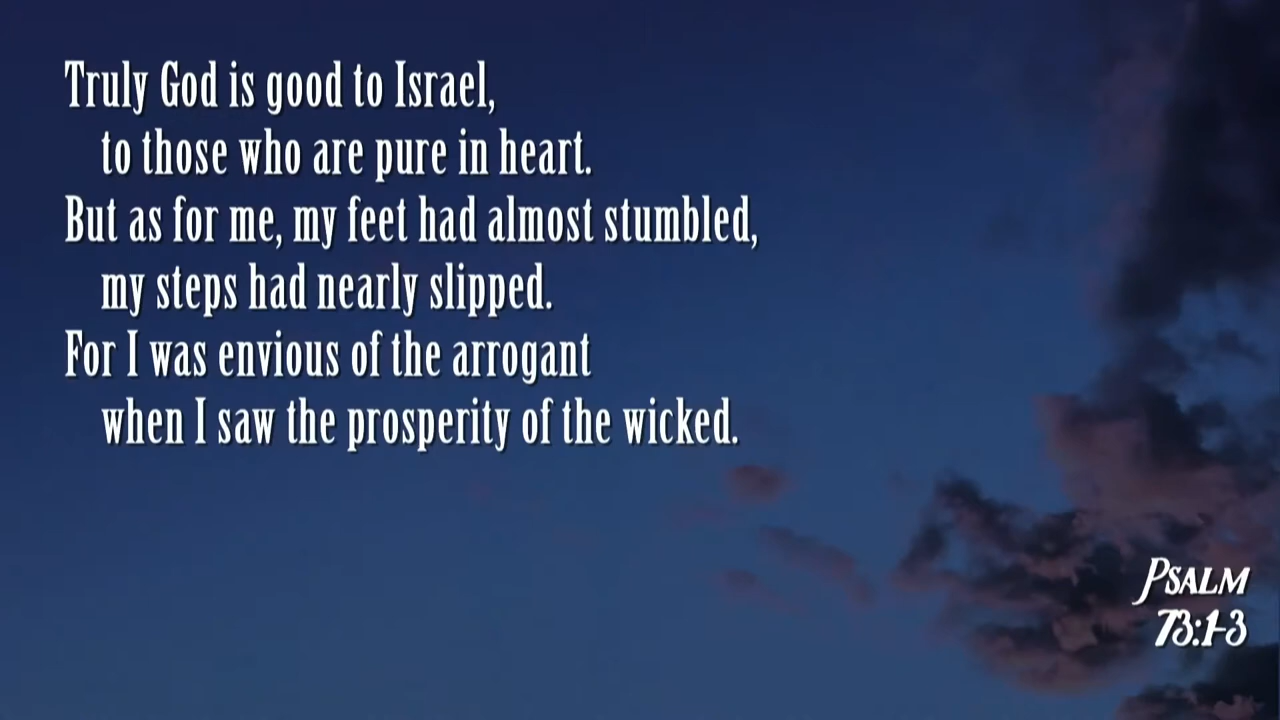 Truly God is good to Israel,
to those who are pure in heart.
But as for me, my feet had almost stumbled,
my steps had nearly slipped.
For I was envious of the arrogant
when I saw the prosperity of the wicked.
Psalm
73:1-3